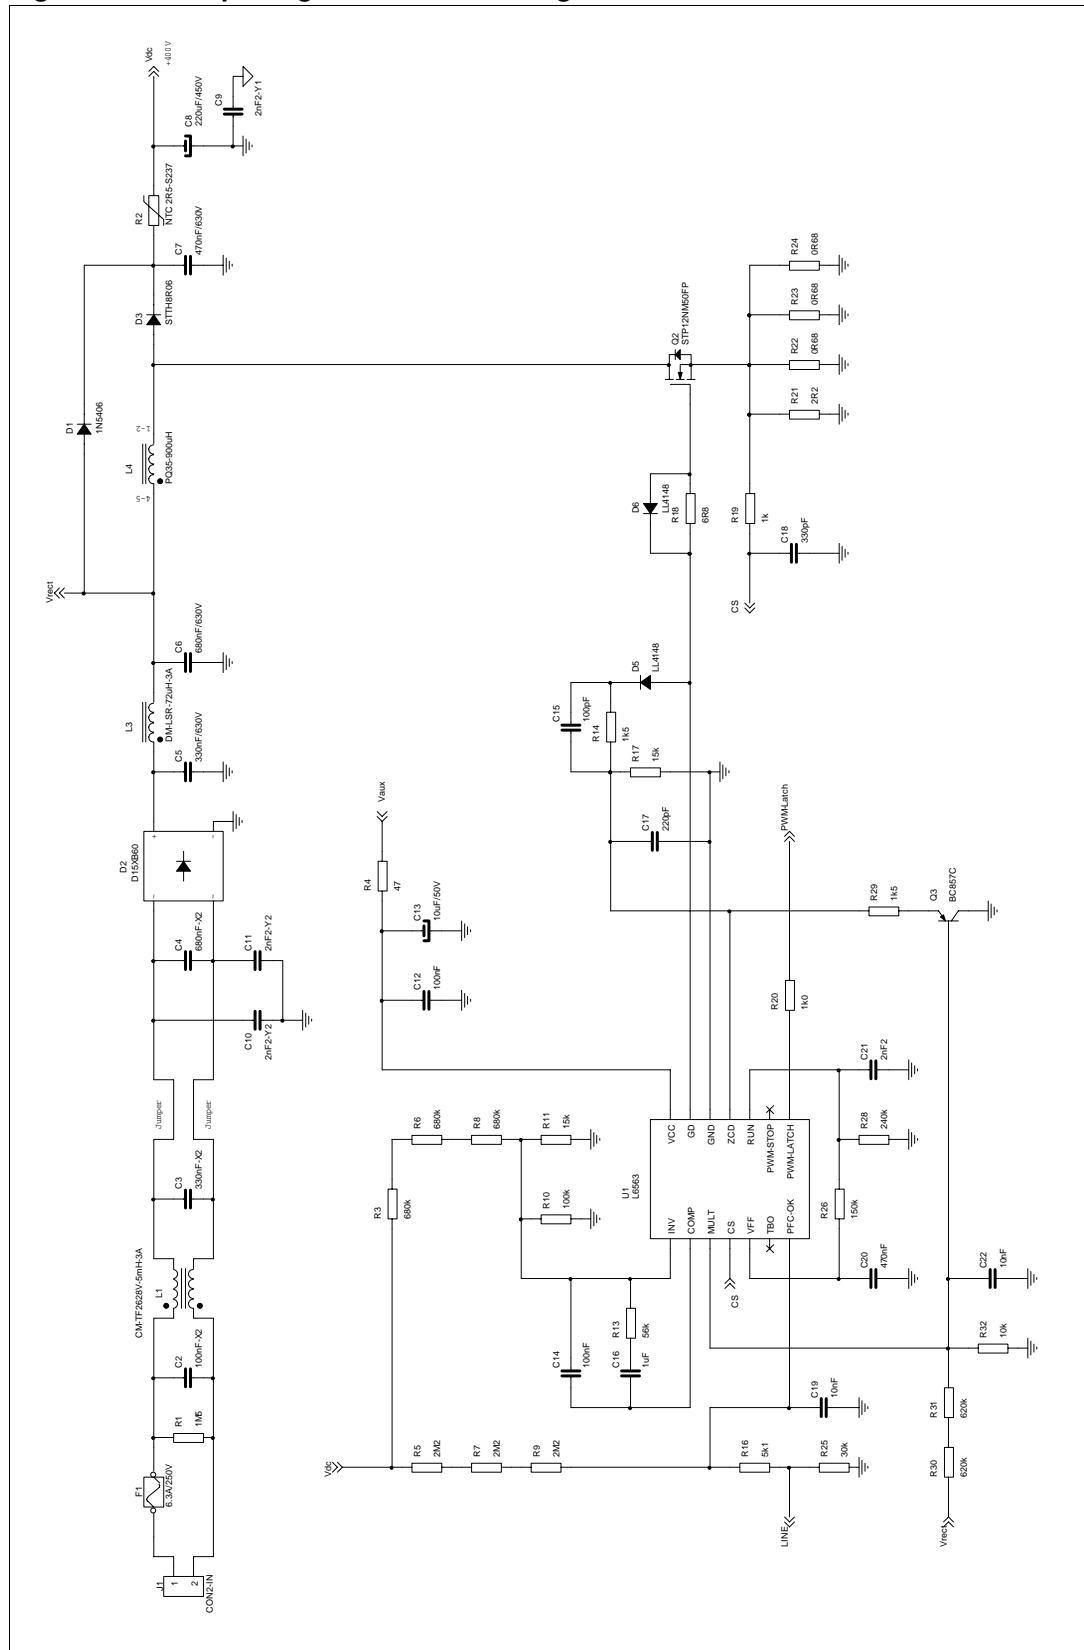 J1
1
2
CON2-IN
F1
6.3A/250V
R1
1M5
C2
100nF-X2
CM-TF2628V-5mH-3A
L1
C3
330nF-X2
Jumper
Jumper
C10
2nF2-Y2
C11
2nF2-Y2
C4
680nF-X2
D2
D15XB60
+
-
~
~
C5
330nF/630V
L3
DM-LSR-72uH-3A
C6
680nF/630V
Vrect
4-5
L4
PQ35-900uH
1-2
D1
1N5406
D3
STTH8R06
C7
470nF/630V
R2
NTC 2R5-S237
C8
220uF/450V
C9
2nF2-Y1
Vdc
+400V
Vdc
R5
2M2
R7
2M2
R9
2M2
R3
680k
R6
680k
R8
680k
R10
100k
R11
15k
C14
100nF
C16
1uF
R13
56k
C12
100nF
C13
10uF/50V
R4
47
Vaux
U1
L6563
INV
COMP
MULT
CS
VFF
TBO
PFC-OK
VCC
GD
GND
ZCD
RUN
PWM-STOP
PWM-LATCH
CS
LINE
R16
5k1
R25
30k
C19
10nF
C20
470nF
R26
150k
R28
240k
C21
2nF2
R20
1k0
PWM-Latch
C17
220pF
R17
15k
R14
1k5
C15
100pF
D5
LL4148
D6
LL4148
R18
6R8
Q2
STP12NM50FP
CS
C18
330pF
R19
1k
R21
2R2
R22
0R68
R23
0R68
R24
0R68
Vrect
R30
620k
R31
620k
R32
10k
C22
10nF
R29
1k5
Q3
BC857C